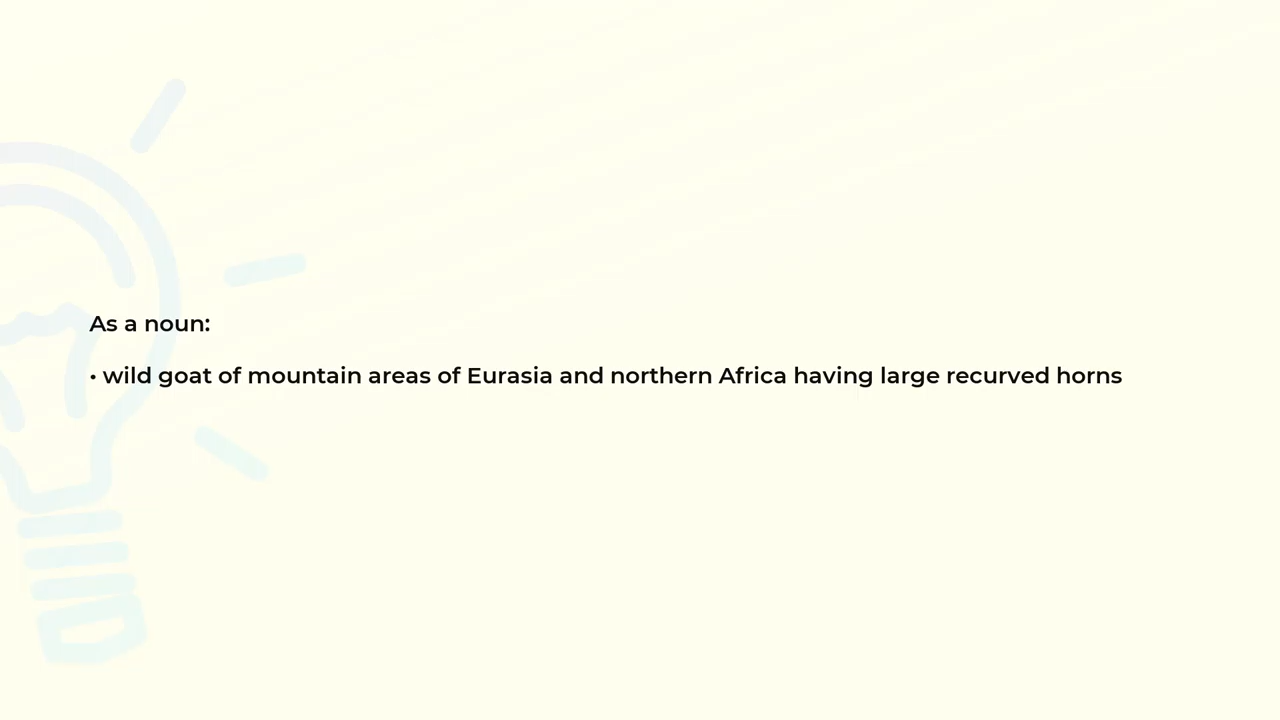 As a noun:
• wild goat of mountain areas of Eurasia and northern Africa having large recurved horns